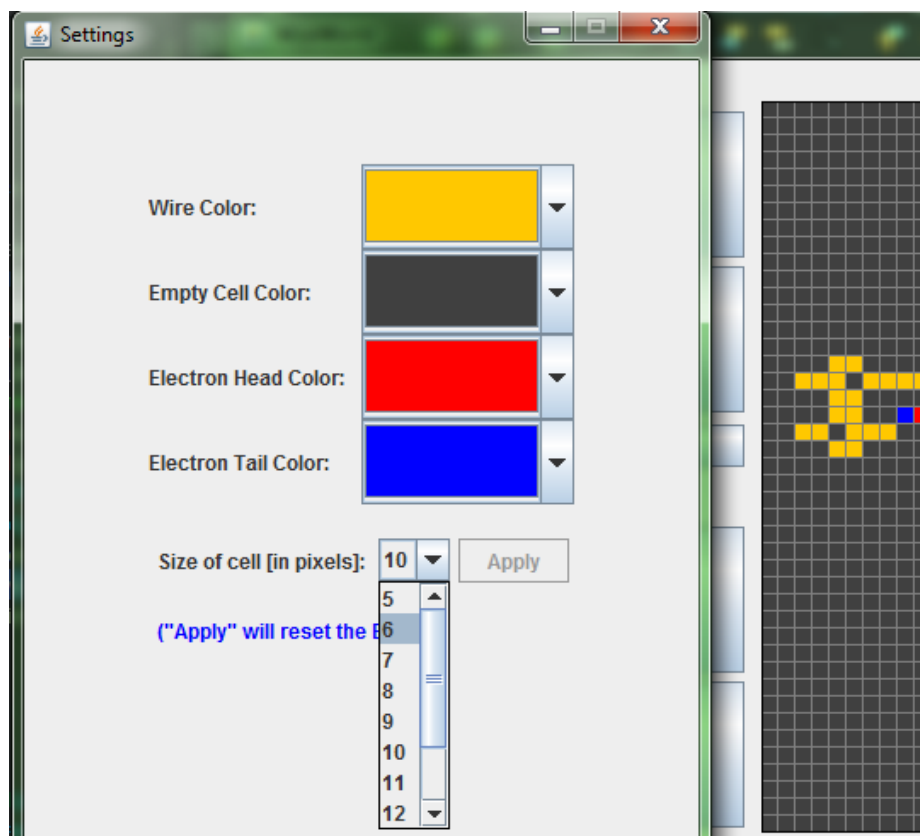 Settings
Wire Color:
Empty Cell Color:
Electron Head Color:
Electron Tail Color:
Size of cell [in pixels]: 10 Apply
("Apply" will reset the
5
6
7
8
9
10
11
12